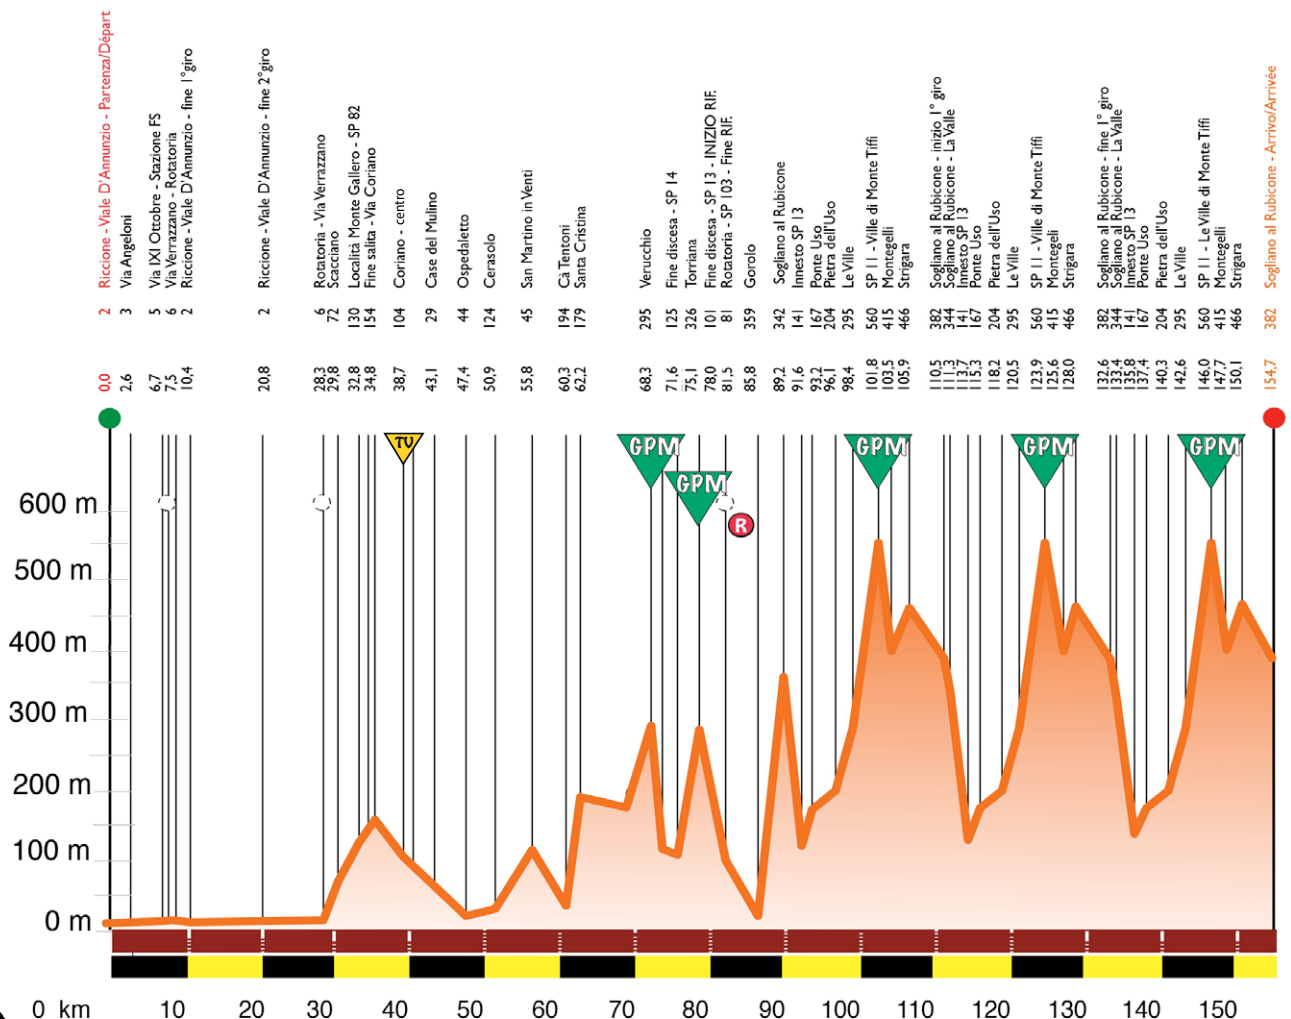 Riccione - Viale D'Annunzio - Partenza/Départ
Via Angeloni
Via IXI Ottobre - Stazione FS
Via Verrazzano - Rotatoria
Riccione - Viale D'Annunzio - fine 1°giro
Riccione - Viale D'Annunzio - fine 2°giro
Rotatoria - Via Verrazzano
Scacciano
Località Monte Gallero - SP 82
Fine salita - Via Coriano
Coriano - centro
Case del Mulino
Ospedaletto
Cerasolo
San Martino in Venti
Cà Tentoni
Santa Cristina
Verucchio
Fine discesa - SP 14
Torriana
Fine discesa - SP 13 - INIZIO RIF.
Rotatoria - SP 103 - Fine RIF.
Gorolo
Sogliano al Rubicone
Innesto SP 13
Ponte Uso
Pietra dell'Uso
Le Ville
SP 11 - Ville di Monte Tiffi
Montegelli
Strigara
Sogliano al Rubicone - inizio 1° giro
Sogliano al Rubicone - La Valle
Innesto SP 13
Ponte Uso
Pietra dell'Uso
Le Ville
SP 11 - Ville di Monte Tiffi
Montegeli
Strigara
Sogliano al Rubicone - fine 1° giro
Sogliano al Rubicone - La Valle
Innesto SP 13
Ponte Uso
Pietra dell'Uso
Le Ville
SP 11 - Le Ville di Monte Tiffi
Montegelli
Strigara
Sogliano al Rubicone - Arrivo/Arrivée
2 3 5 6 2 2 6 72 130 154 104 29 44 124 45 194 179 295 125 326 101 81 359 342 141 167 204 295 560 415 466 382 344 141 167 204 295 560 415 466 382 344 141 167 204 295 560 415 466 382
0,0 2,6 6,7 7,5 10,4 20,8 28,3 29,8 32,8 34,8 38,7 43,1 47,4 50,9 55,8 60,3 62,2 68,3 71,6 75,1 78,0 81,5 85,8 89,2 91,6 93,2 96,1 98,4 101.8 103,5 105,9 110,5 111,3 113,7 115,3 118,2 120,5 123,9 125,6 128,0 132,6 133,4 135,8 137,4 140,3 142,6 146,0 147,7 150,1 154,7
TV
GPM
GPM
GPM
GPM
GPM
R
600 m
500 m
400 m
300 m
200 m
100 m
0 m
0 km 10 20 30 40 50 60 70 80 90 100 110 120 130 140 150